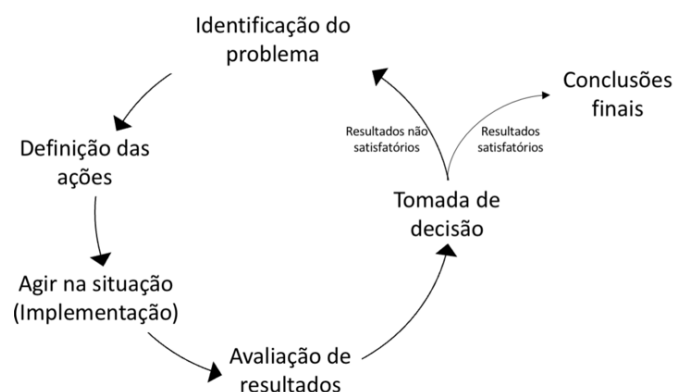 Identificação do
problema
Definição das
ações
Agir na situação
(Implementação)
Avaliação de
resultados
Tomada de
decisão
Resultados não
satisfatórios
Resultados
satisfatórios
Conclusões
finais